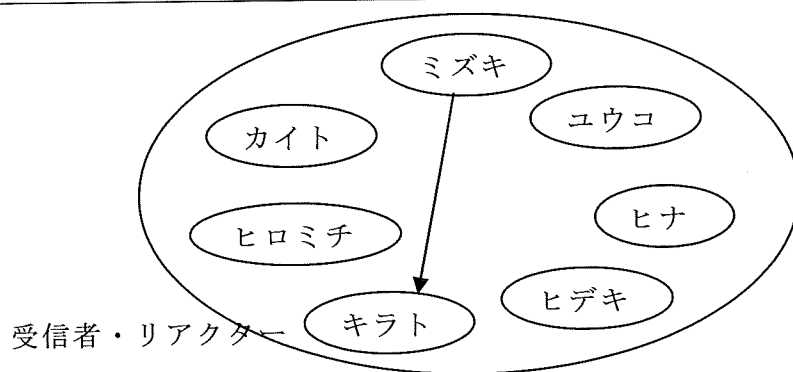 ミズキ
ユウコ
カイト
ヒナ
ヒロミチ
ヒデキ
キラト
受信者・リアクター